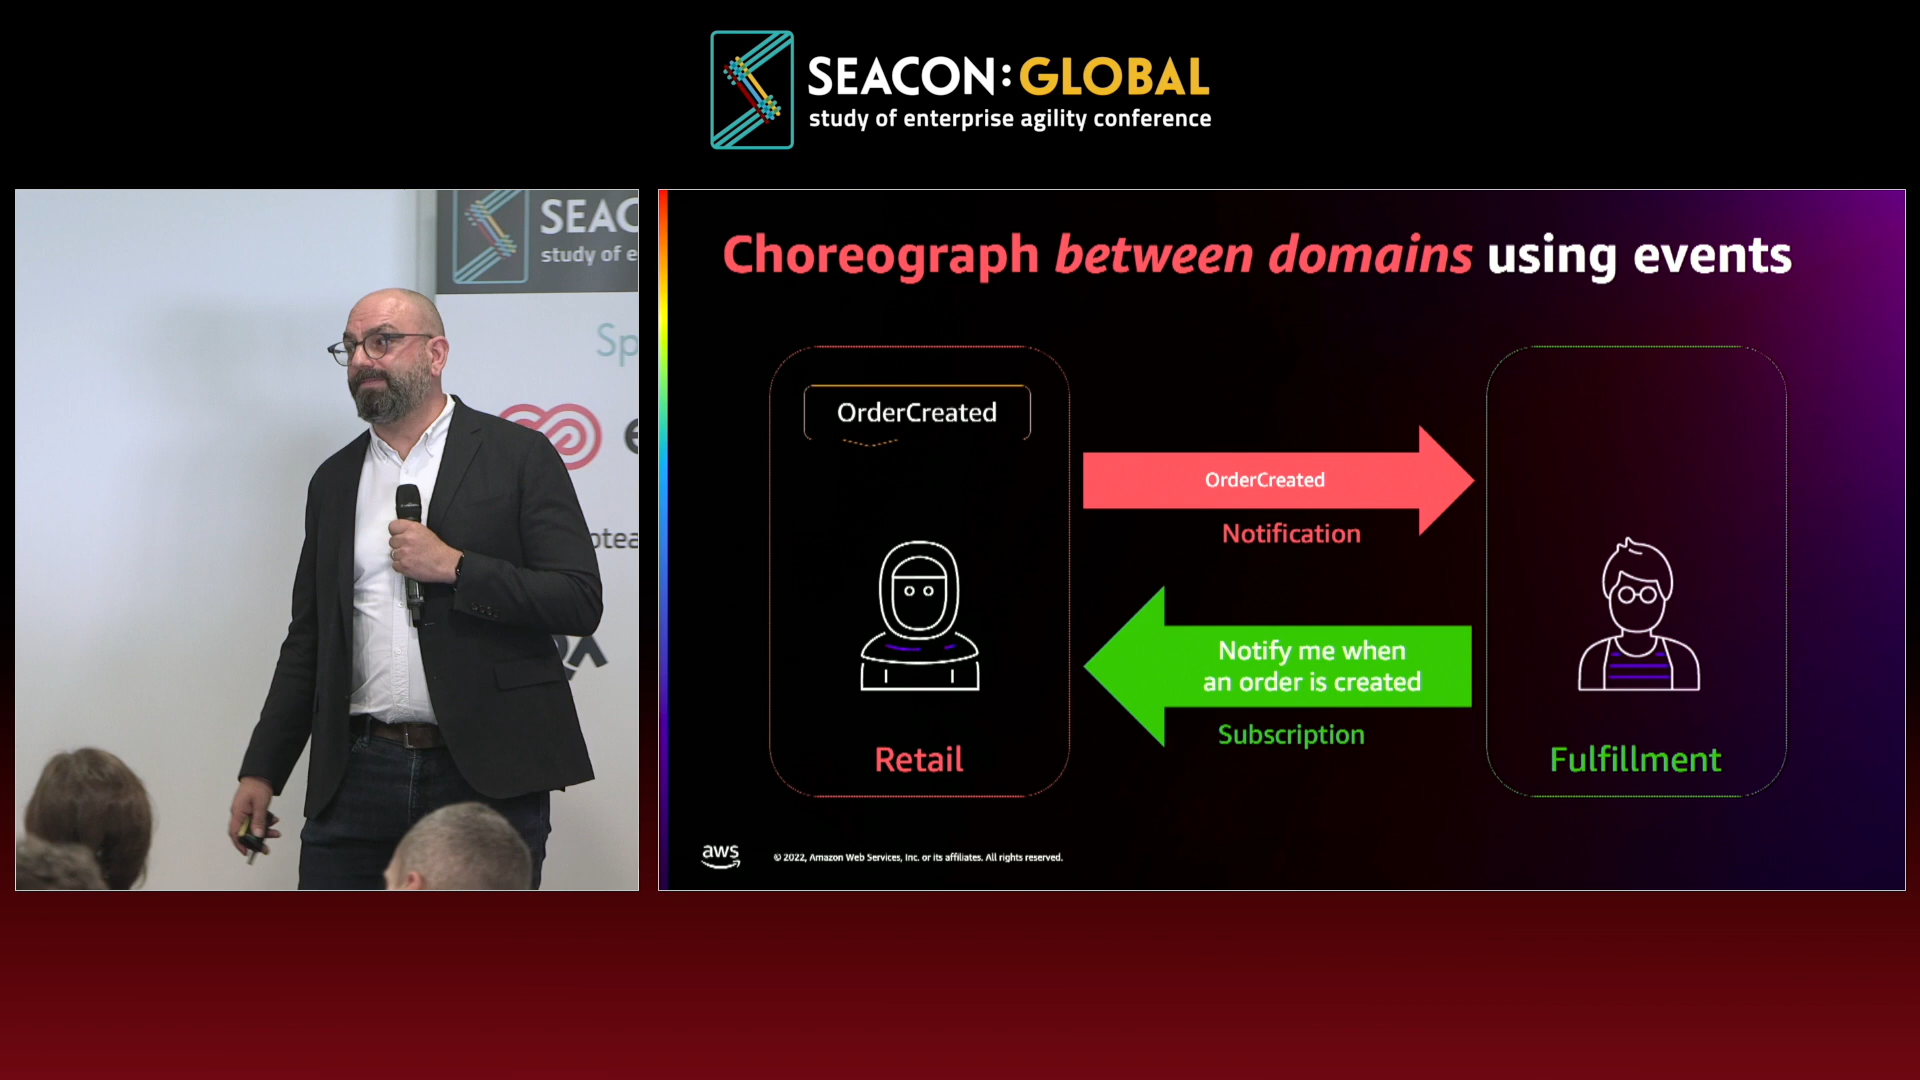 SEACON:GLOBAL
study of enterprise agility conference
SEAC
study of e
Sp
Choreograph between domains using events
OrderCreated
OrderCreated
Notification
Notify me when
an order is created
Subscription
Retail
Fulfillment
aws
© 2022, Amazon Web Services, Inc. or its affiliates. All rights reserved.